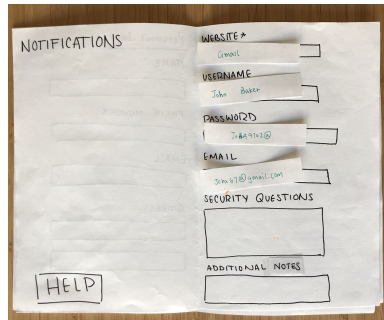 NOTIFICATIONS
HELP
WEBSITE*
Gmail
USERNAME
John Baker
PASSWORD
EMAIL
SECURITY QUESTIONS
ADDITIONAL NOTES